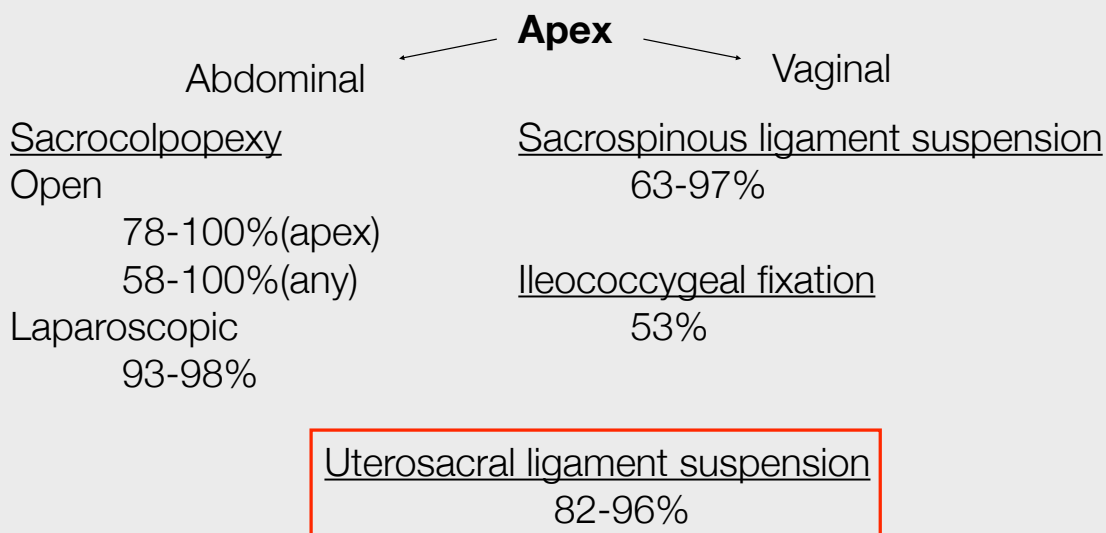 Apex
Abdominal
Vaginal
Sacrocolpopexy
Open
78-100%(apex)
58-100%(any)
Laparoscopic
93-98%
Sacrospinous ligament suspension
63-97%
Ileococcygeal fixation
53%
Uterosacral ligament suspension
82-96%